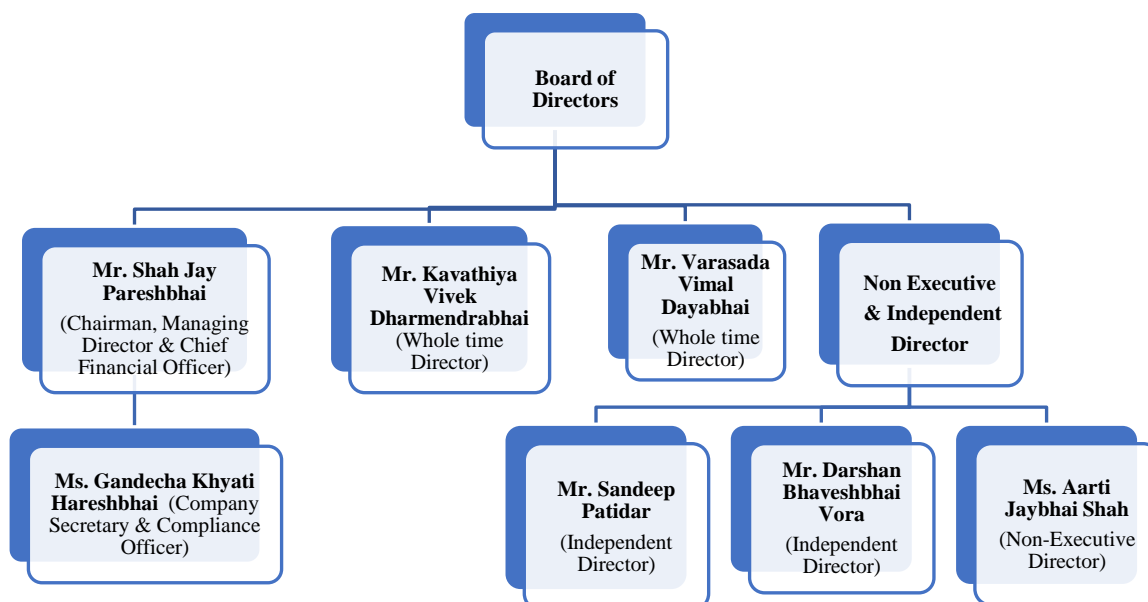 Board of
Directors
Mr. Shah Jay
Pareshbhai
(Chairman, Managing
Director & Chief
Financial Officer)
Mr. Kavathiya
Vivek
Dharmendrabhai
(Whole time
Director)
Mr. Varasada
Vimal
Dayabhai
(Whole time
Director)
Non Executive
& Independent
Director
Ms. Gandecha Khyati
Hareshbhai (Company
Secretary & Compliance
Officer)
Mr. Sandeep
Patidar
(Independent
Director)
Mr. Darshan
Bhaveshbhai
Vora
(Independent
Director)
Ms. Aarti
Jaybhai Shah
(Non-Executive
Director)